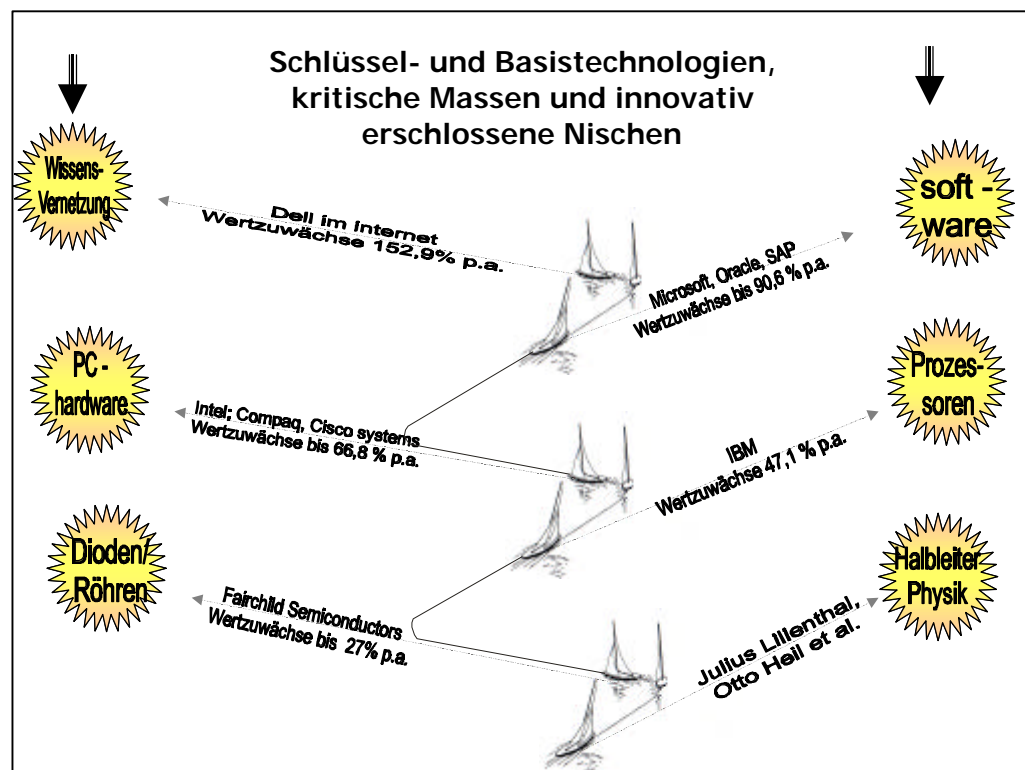 Schlüssel- und Basistechnologien,
kritische Massen und innovativ
erschlossene Nischen
Wissens-
Vernetzung
Dell im internet
Wertzuwächse 152,9% p.a.
soft -
ware
Microsoft, Oracle, SAP
Wertzuwächse bis 90,6 % p.a.
PC -
hardware
Intel; Compaq, Cisco systems
Wertzuwächse bis 66,8 % p.a.
Prozes-
soren
IBM
Wertzuwächse 47,1 % p.a.
Dioden/
Röhren
Fairchild Semiconductors
Wertzuwächse bis 27% p.a.
Halbleiter
Physik
Julius Lilienthal,
Otto Heil et al.